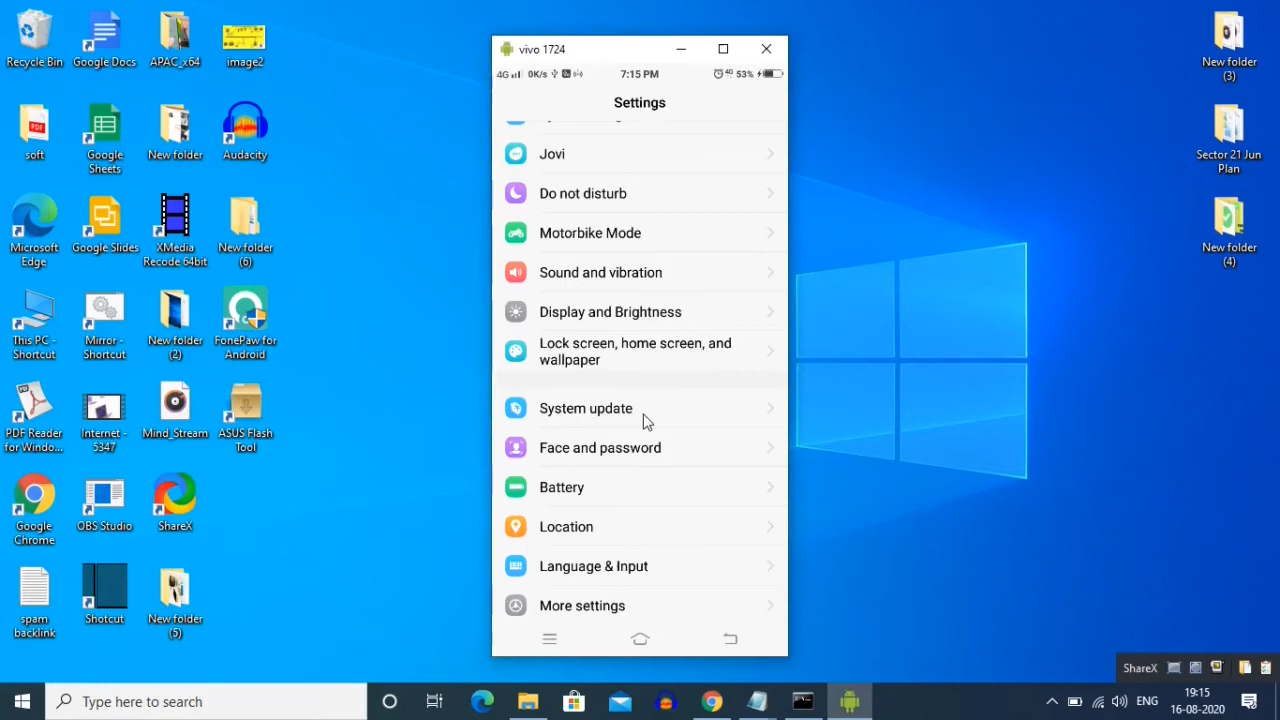 Recycle Bin
Google Docs
APAC_x64
image2
soft
Google
Sheets
New folder
Audacity
Microsoft
Edge
Google Slides
XMedia
Recode 64bit
New folder
(6)
This PC -
Shortcut
Mirror -
Shortcut
New folder
(2)
FonePaw for
Android
PDF Reader
for Windo...
Internet -
5347
Mind_Stream
ASUS Flash
Tool
Google
Chrome
OBS Studio
ShareX
spam
backlink
Shotcut
New folder
(5)
vivo 1724
4G 0K/s 7:15 PM 4G 53%
Settings
Jovi
Do not disturb
Motorbike Mode
Sound and vibration
Display and Brightness
Lock screen, home screen, and
wallpaper
System update
Face and password
Battery
Location
Language & Input
More settings
New folder
(3)
Sector 21 Jun
Plan
New folder
(4)
ShareX
Type here to search
ENG
19:15
16-08-2020